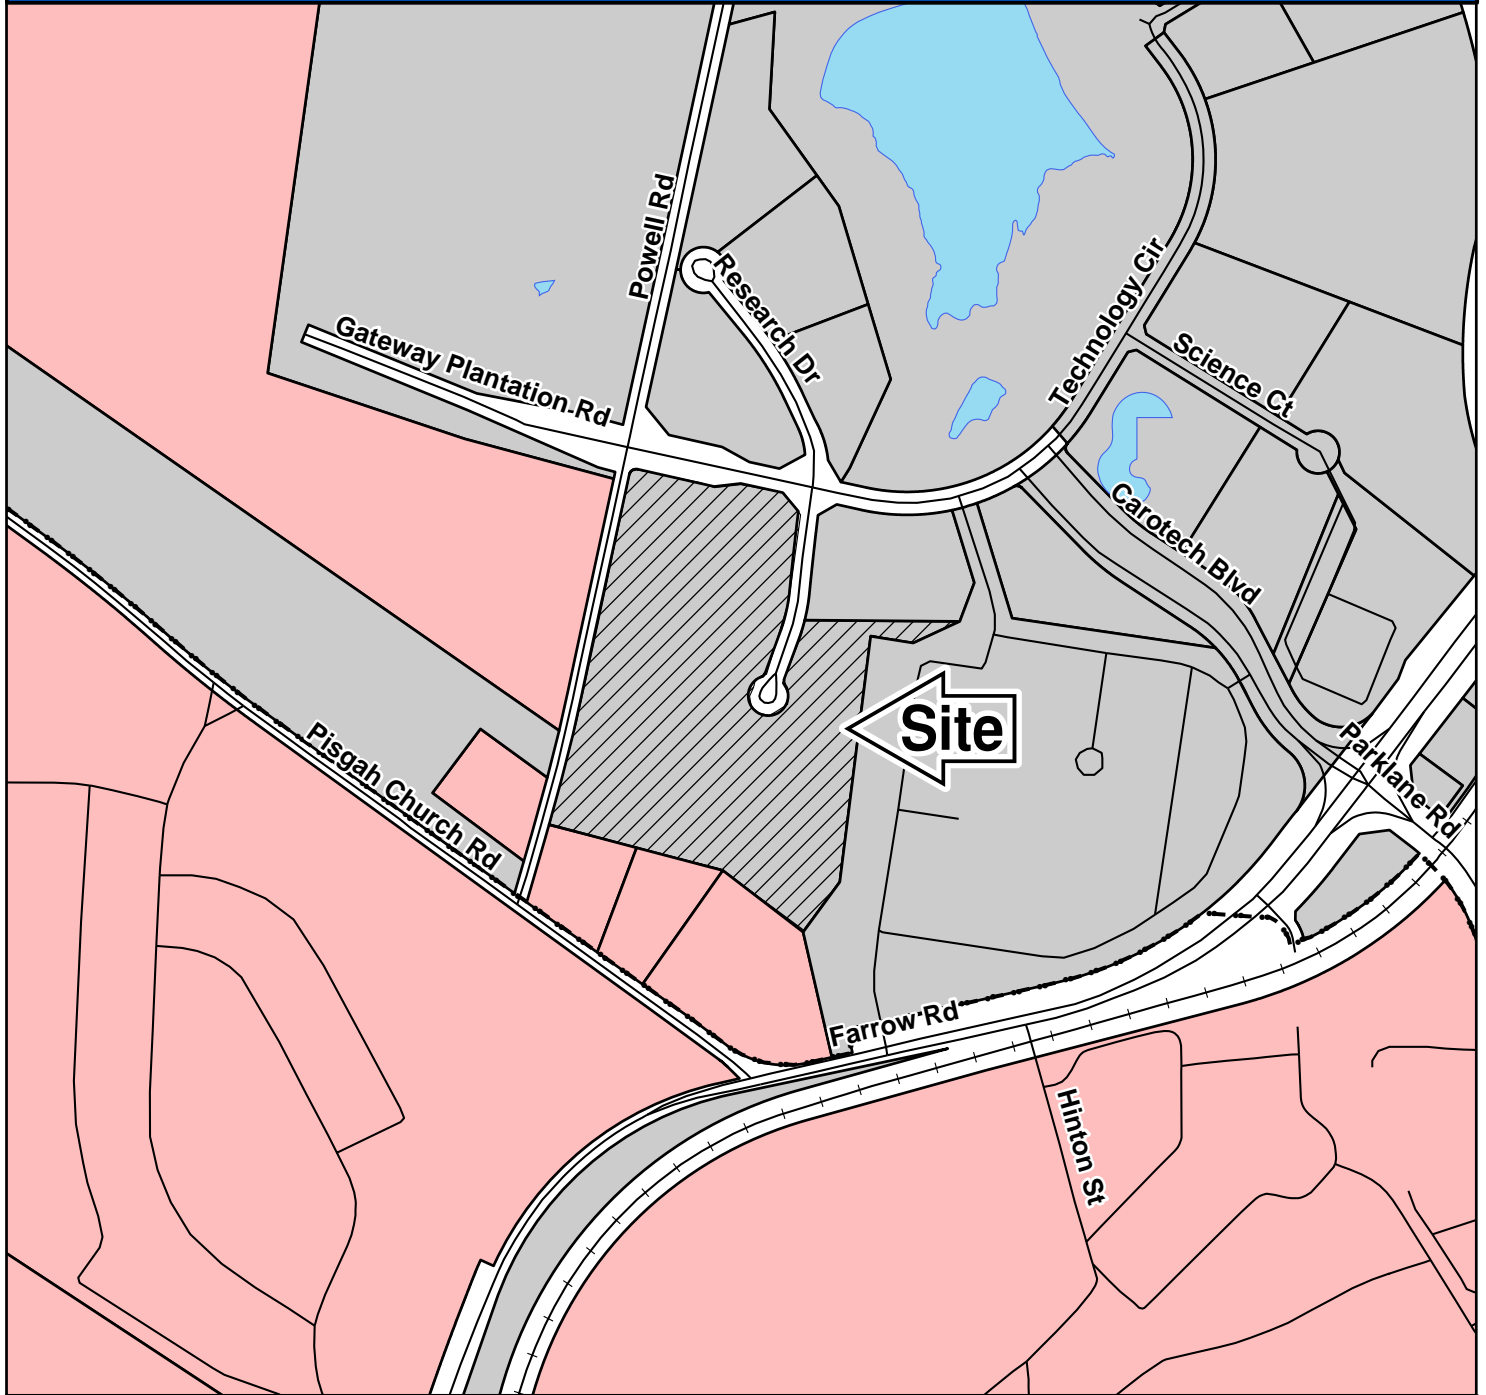 Powell Rd
Research Dr
Technology Cir
Gateway Plantation Rd
Science Ct
Carotech Blvd
Site
Pisgah Church Rd
Parklane Rd
Farrow Rd
Hinton St